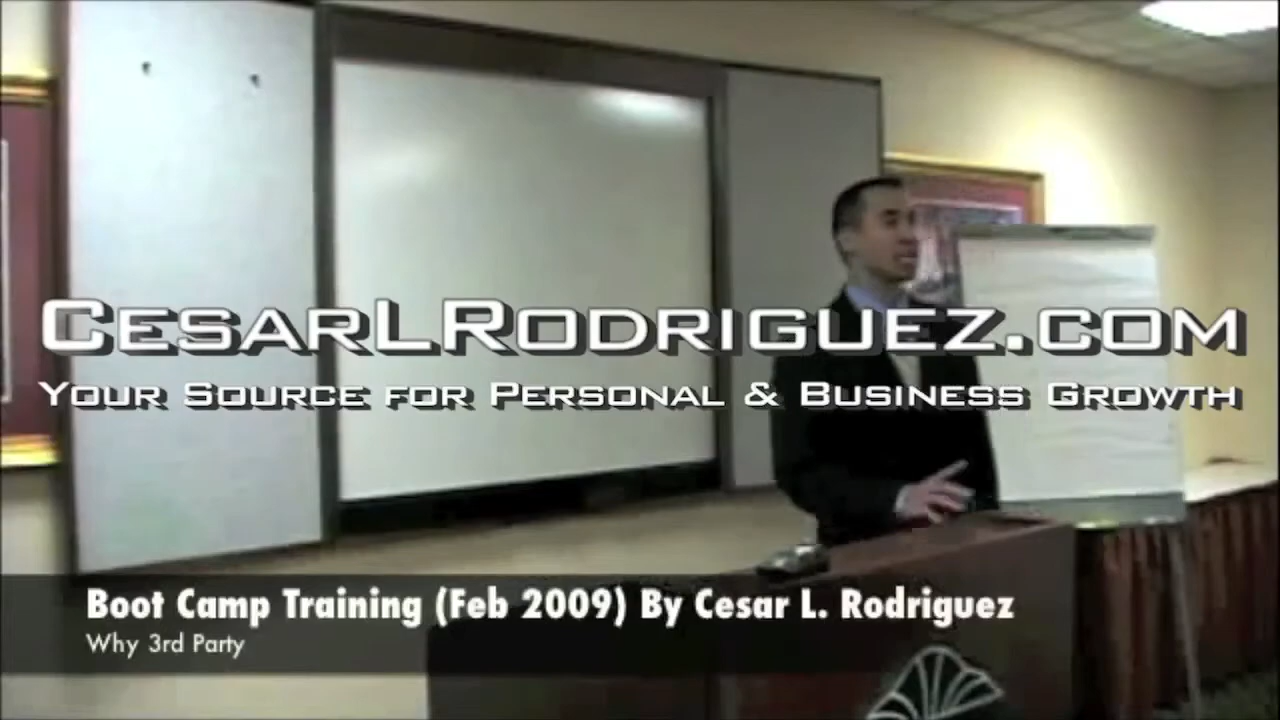 CesarLRodriguez.com
Your Source for Personal & Business Growth
Boot Camp Training (Feb 2009) By Cesar L. Rodriguez
Why 3rd Party